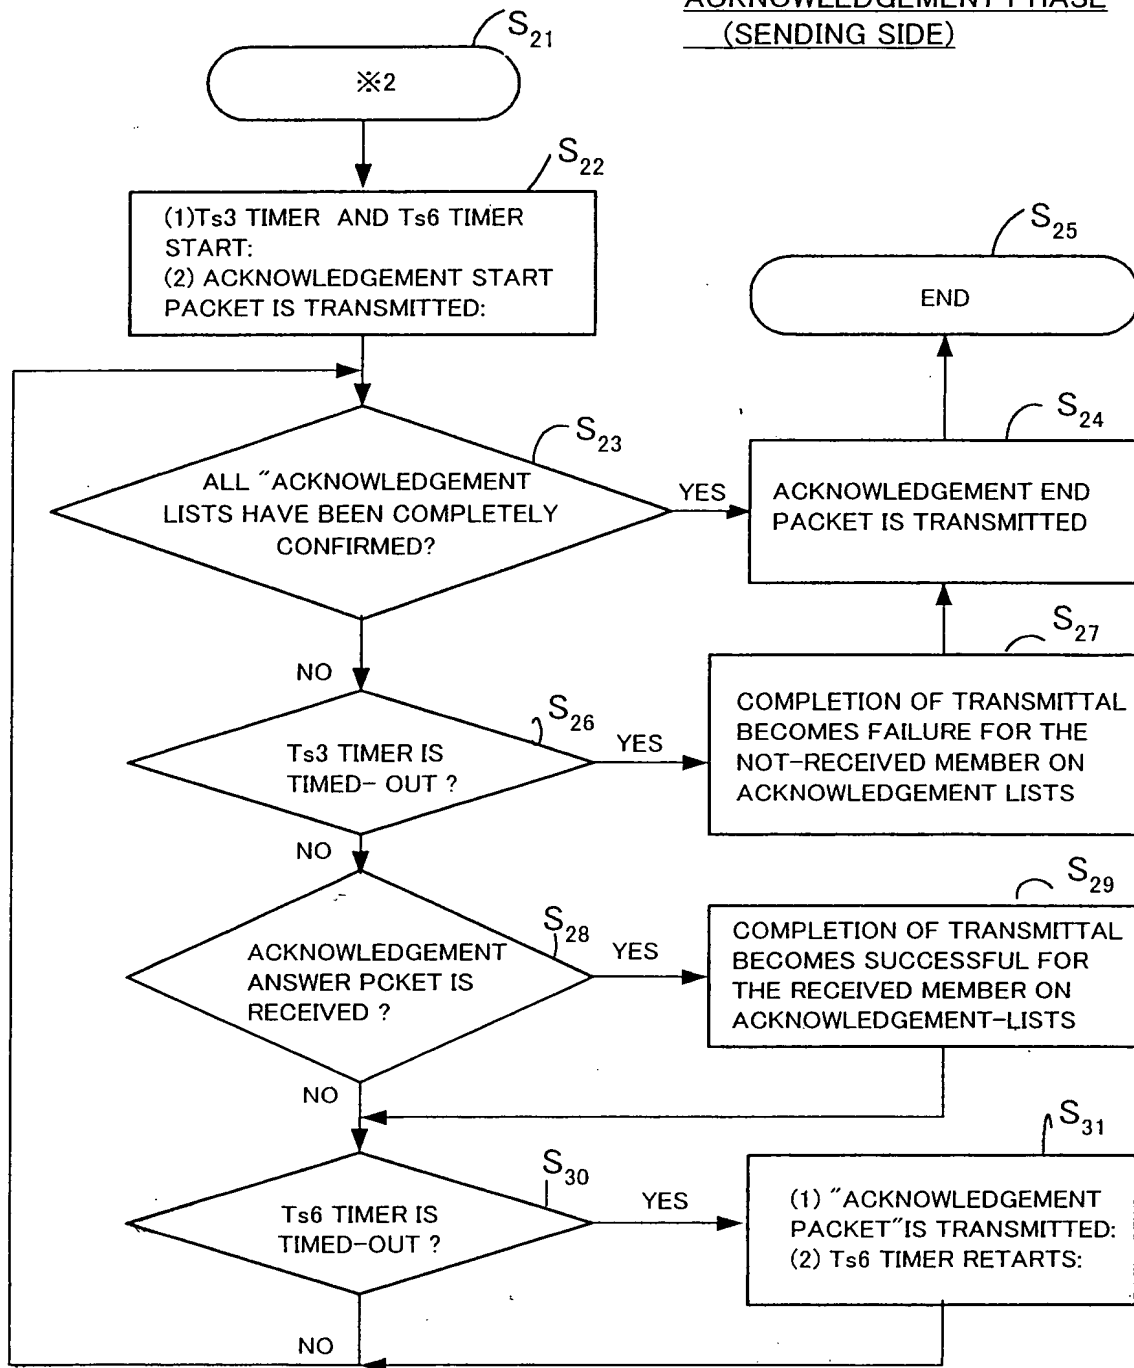 ACKNOWLEDGEMENT PHASE
(SENDING SIDE)
S21
※2
S22
(1)Ts3 TIMER AND Ts6 TIMER
START:
(2) ACKNOWLEDGEMENT START
PACKET IS TRANSMITTED:
S25
END
S23
ALL "ACKNOWLEDGEMENT
LISTS HAVE BEEN COMPLETELY
CONFIRMED?
YES
S24
ACKNOWLEDGEMENT END
PACKET IS TRANSMITTED
NO
S26
Ts3 TIMER IS
TIMED- OUT ?
YES
S27
COMPLETION OF TRANSMITTAL
BECOMES FAILURE FOR THE
NOT-RECEIVED MEMBER ON
ACKNOWLEDGEMENT LISTS
NO
S28
ACKNOWLEDGEMENT
ANSWER PCKET IS
RECEIVED ?
YES
S29
COMPLETION OF TRANSMITTAL
BECOMES SUCCESSFUL FOR
THE RECEIVED MEMBER ON
ACKNOWLEDGEMENT-LISTS
NO
S30
Ts6 TIMER IS
TIMED-OUT ?
YES
S31
(1) "ACKNOWLEDGEMENT
PACKET"IS TRANSMITTED:
(2) Ts6 TIMER RETARTS:
NO